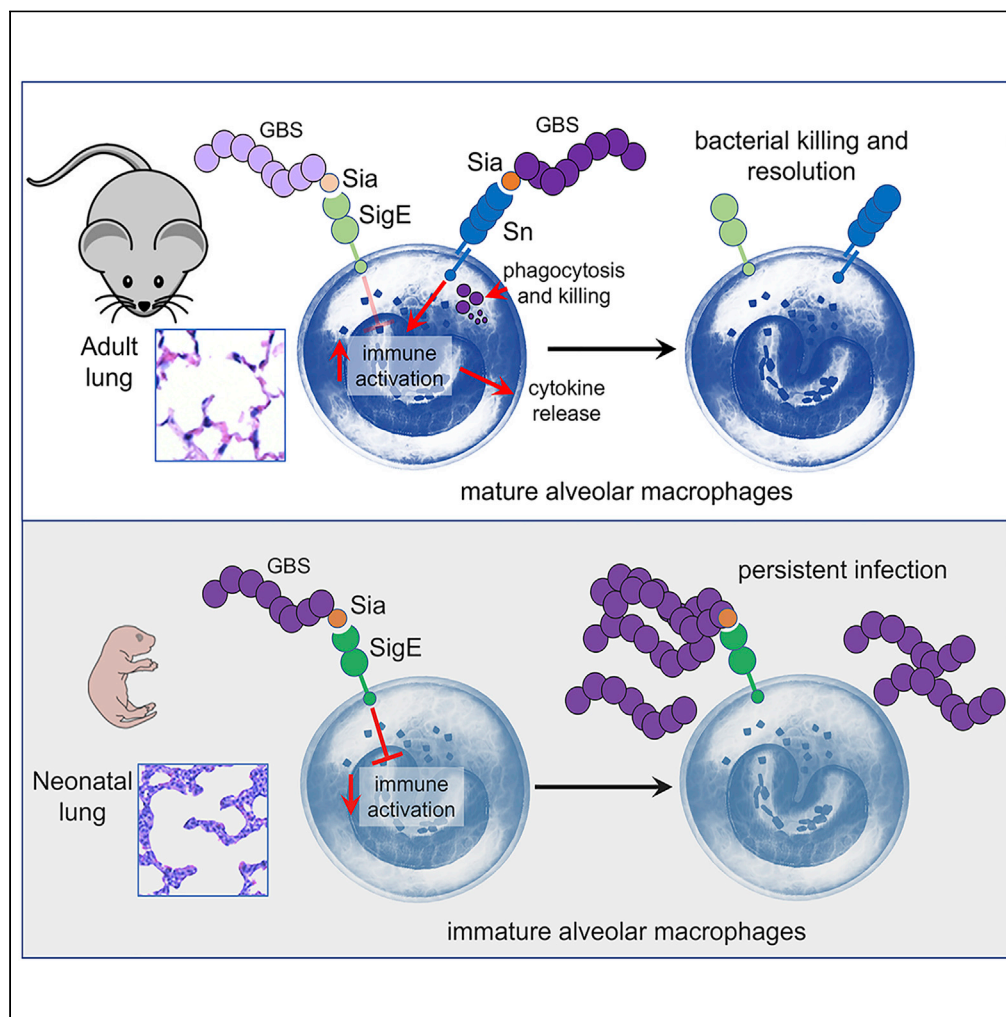 GBS
GBS
bacterial killing and
resolution
Sia
Sia
SigE
Sn
phagocytosis
and killing
Adult
lung
immune
activation
cytokine
release
mature alveolar macrophages
GBS
persistent infection
Sia
SigE
Neonatal
lung
immune
activation
immature alveolar macrophages